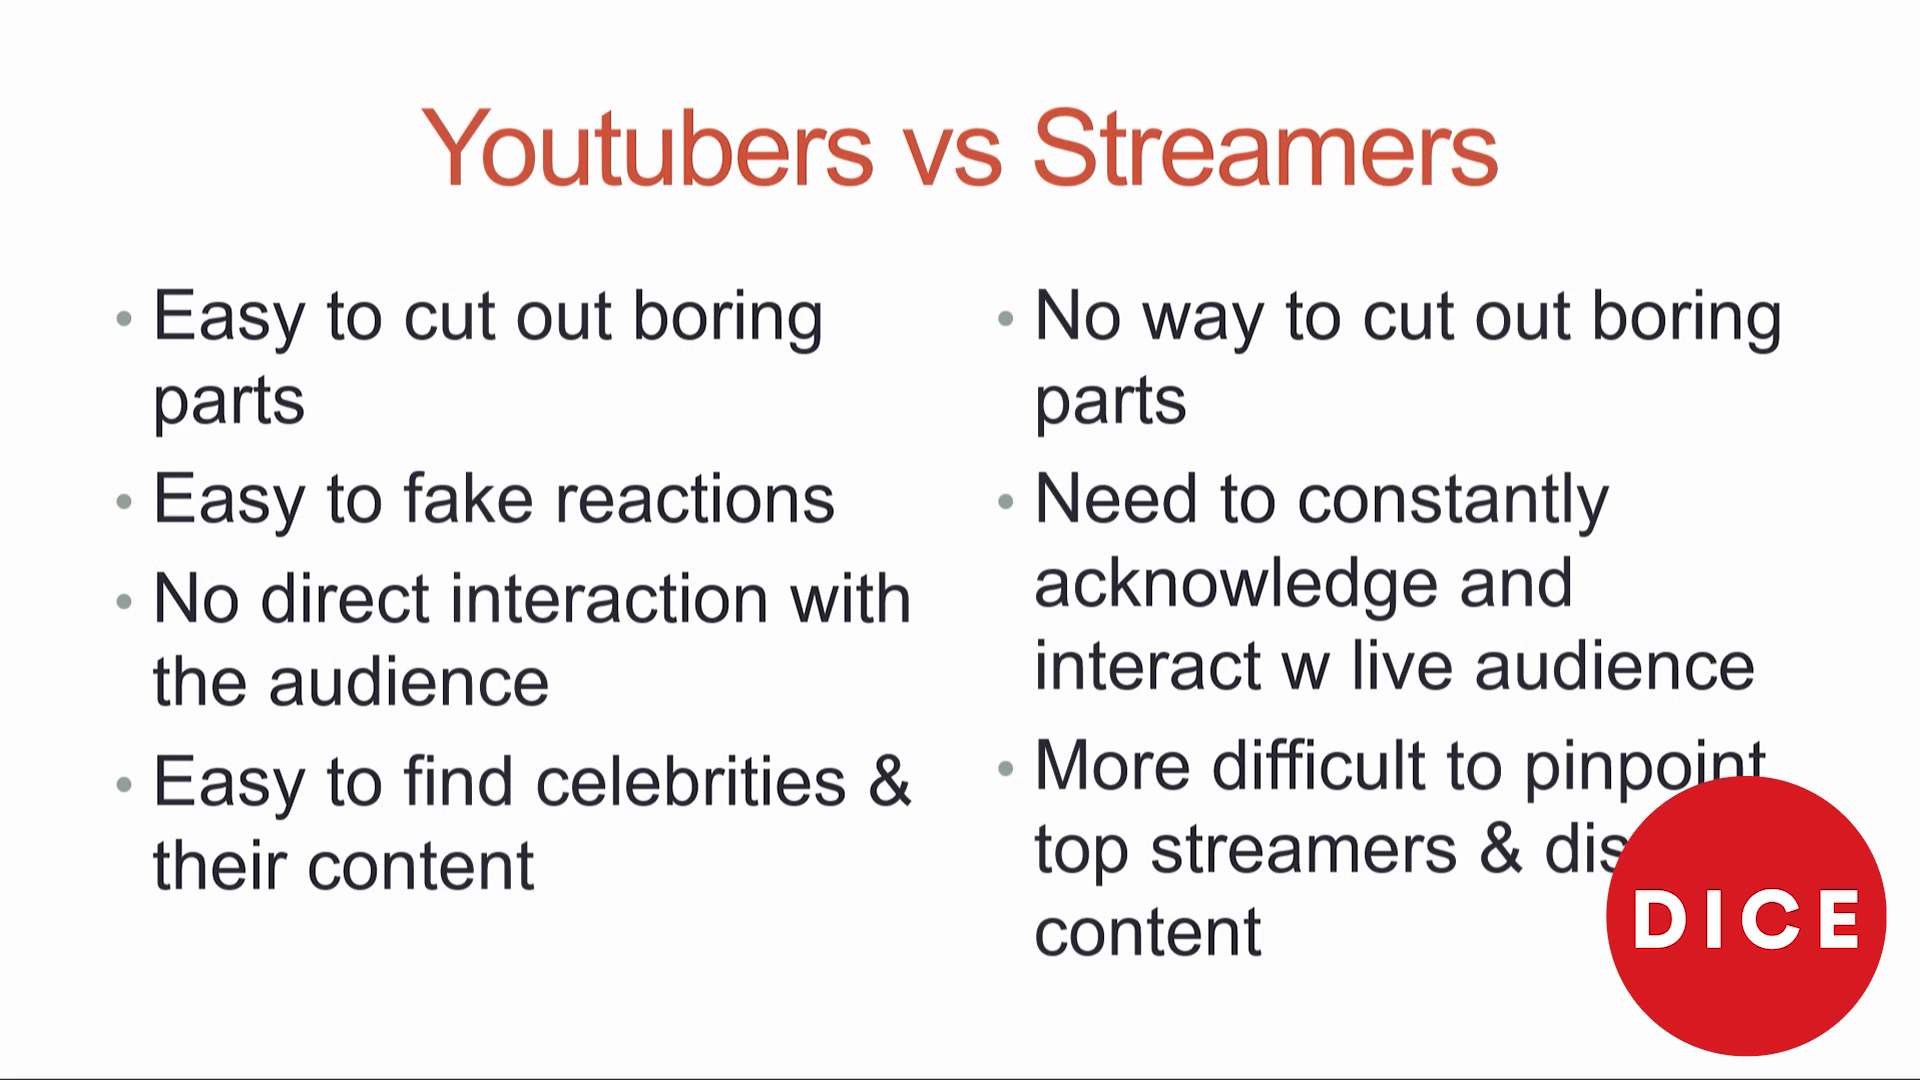 Youtubers vs Streamers
• Easy to cut out boring
parts
• Easy to fake reactions
• No direct interaction with
the audience
• Easy to find celebrities &
their content
• No way to cut out boring
parts
• Need to constantly
acknowledge and
interact w live audience
• More difficult to pinpoint
top streamers &
content
DICE